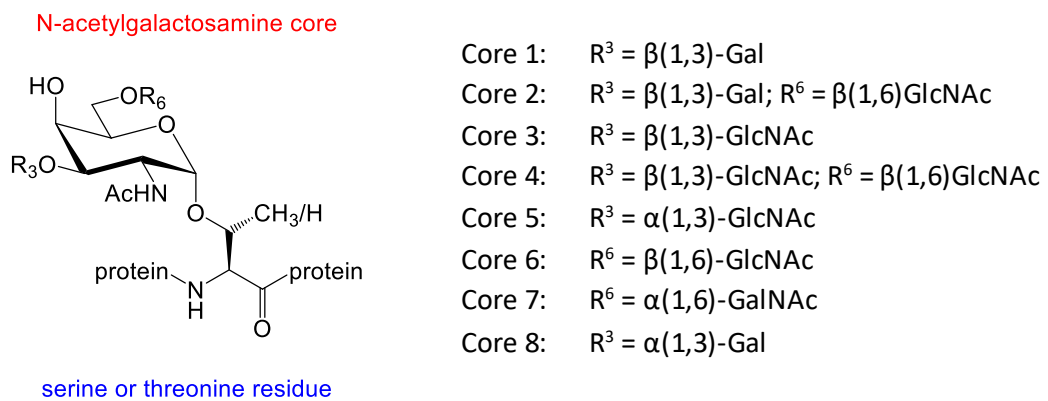 N-acetylgalactosamine core
HO
OR6
O
R3O
AcHN
O
CH3/H
protein
protein
N
H
O
serine or threonine residue
Core 1: R³ = β(1,3)-Gal
Core 2: R³ = β(1,3)-Gal; R⁶ = β(1,6)GlcNAc
Core 3: R³ = β(1,3)-GlcNAc
Core 4: R³ = β(1,3)-GlcNAc; R⁶ = β(1,6)GlcNAc
Core 5: R³ = α(1,3)-GlcNAc
Core 6: R⁶ = β(1,6)-GlcNAc
Core 7: R⁶ = α(1,6)-GalNAc
Core 8: R³ = α(1,3)-Gal